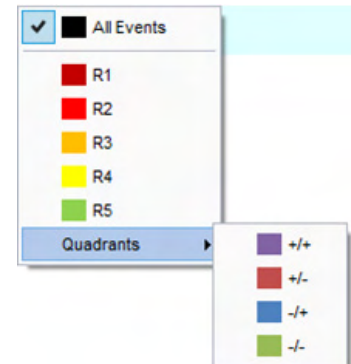 All Events
R1
R2
R3
R4
R5
Quadrants
+/+
+/-
-/+
-/-